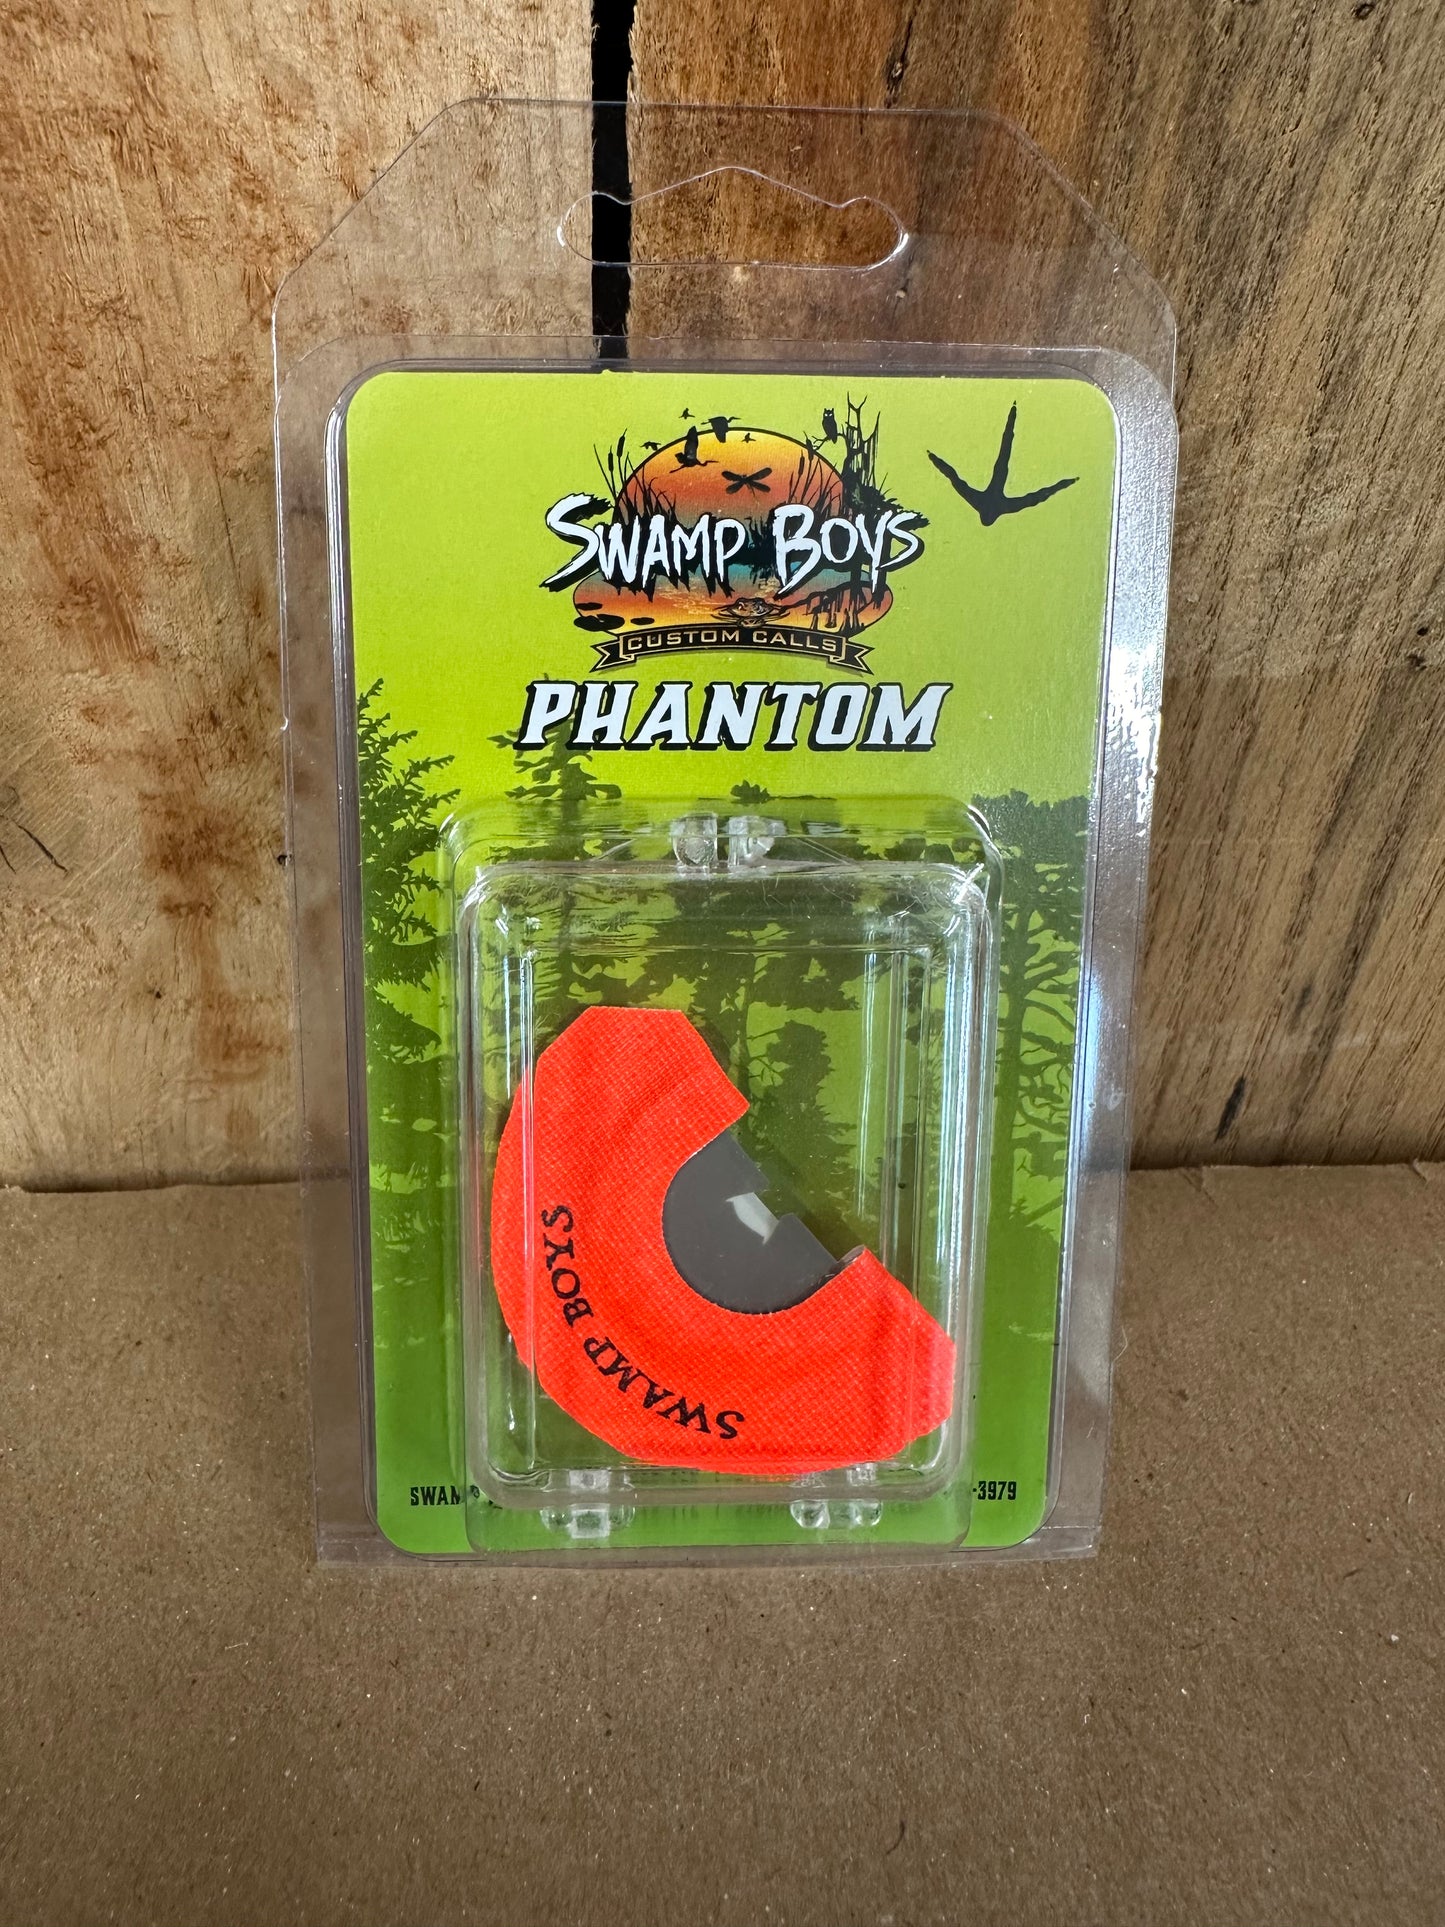 SWAMP BOYS
CUSTOM CALLS
PHANTOM
SWAMP BOYS
-3979